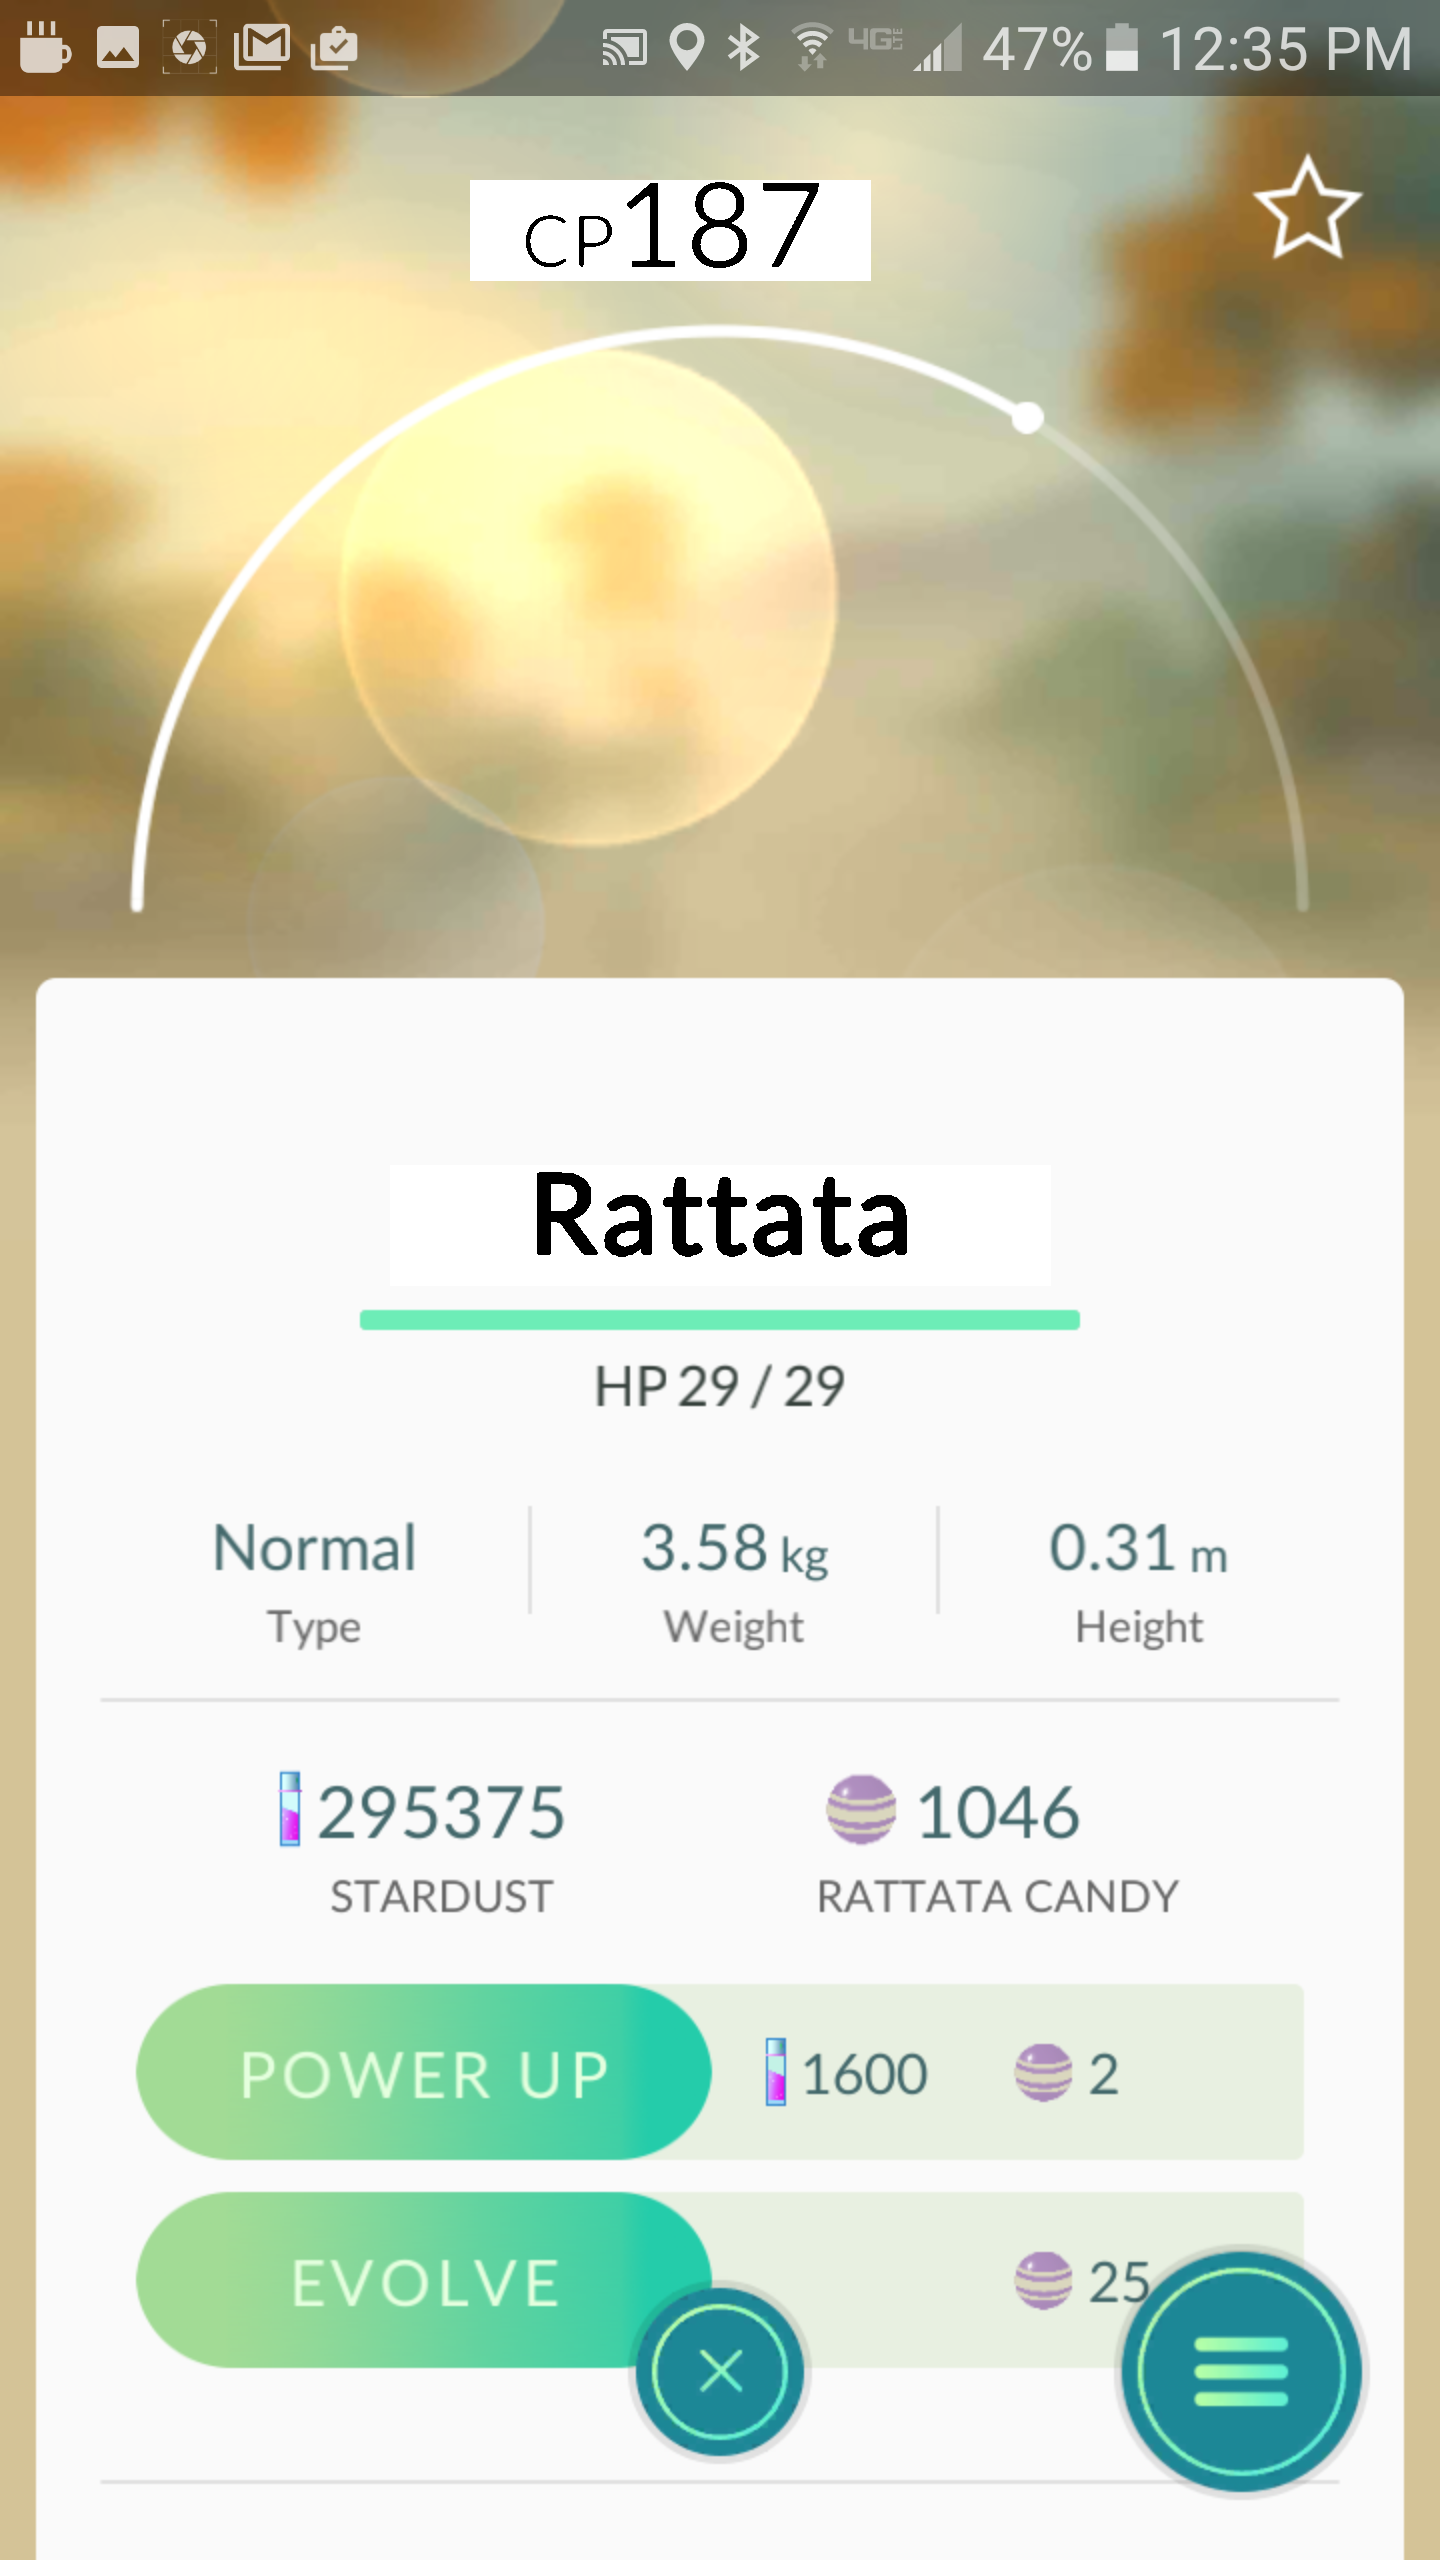 4G LTE 47% 12:35 PM
CP187
Rattata
HP 29 / 29
Normal 3.58 kg 0.31 m
Type Weight Height
295375 1046
STARDUST RATTATA CANDY
POWER UP 1600 2
EVOLVE 25